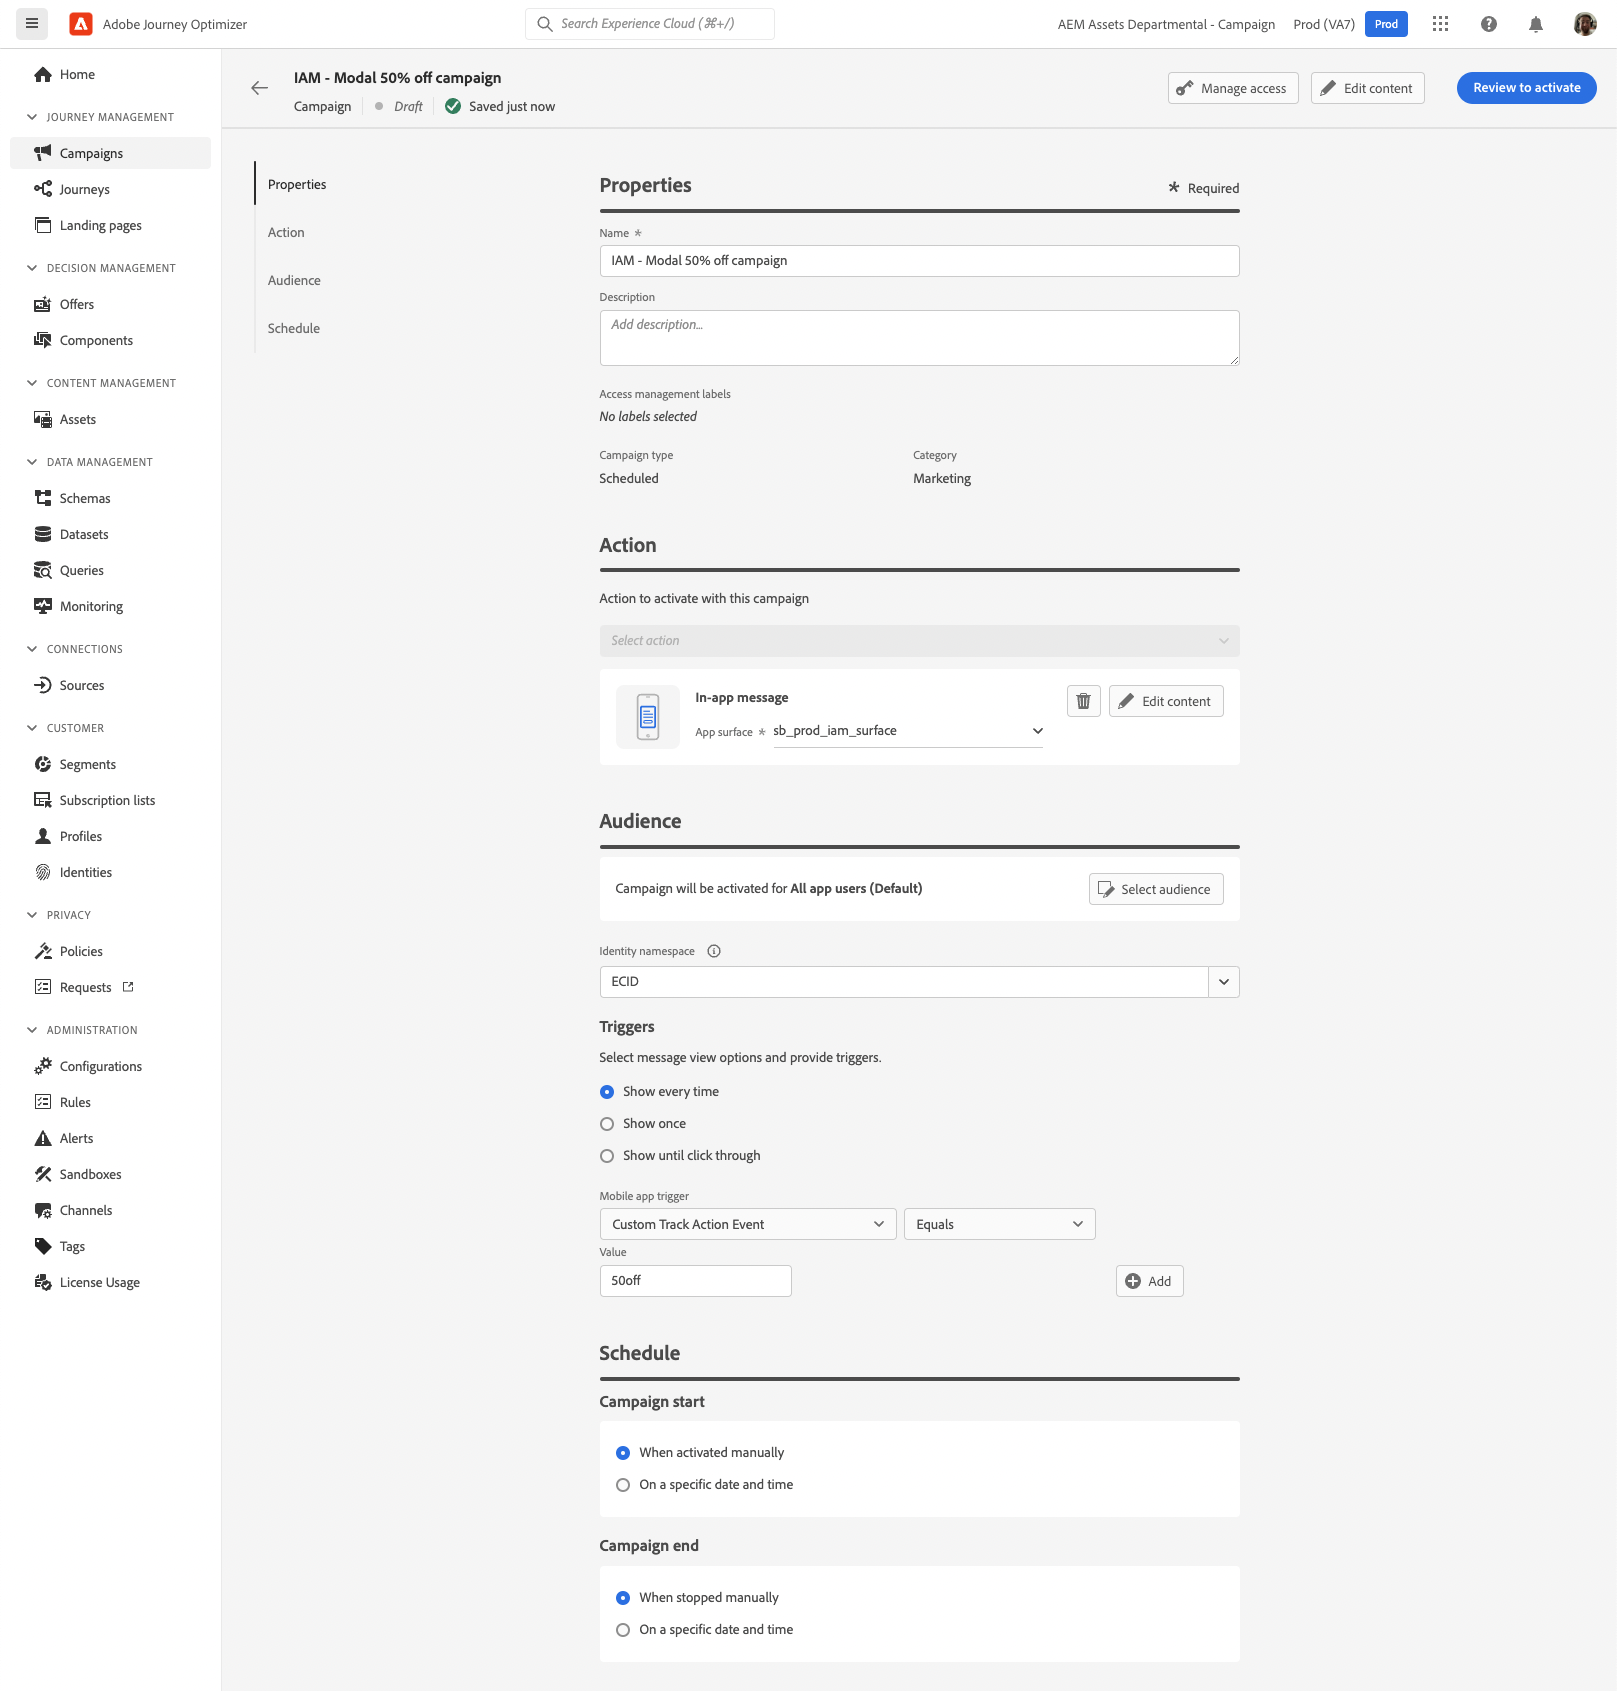 Adobe Journey Optimizer
Search Experience Cloud (⌘+/)
AEM Assets Departmental - Campaign
Prod (VA7)
Prod
Home
JOURNEY MANAGEMENT
Campaigns
Journeys
Landing pages
DECISION MANAGEMENT
Offers
Components
CONTENT MANAGEMENT
Assets
DATA MANAGEMENT
Schemas
Datasets
Queries
Monitoring
CONNECTIONS
Sources
CUSTOMER
Segments
Subscription lists
Profiles
Identities
PRIVACY
Policies
Requests
ADMINISTRATION
Configurations
Rules
Alerts
Sandboxes
Channels
Tags
License Usage
IAM - Modal 50% off campaign
Campaign
Draft
Saved just now
Manage access
Edit content
Review to activate
Properties
Action
Audience
Schedule
Properties
* Required
Name *
IAM - Modal 50% off campaign
Description
Add description...
Access management labels
No labels selected
Campaign type
Category
Scheduled
Marketing
Action
Action to activate with this campaign
Select action
In-app message
Edit content
App surface * sb_prod_iam_surface
Audience
Campaign will be activated for All app users (Default)
Select audience
Identity namespace
ECID
Triggers
Select message view options and provide triggers.
Show every time
Show once
Show until click through
Mobile app trigger
Custom Track Action Event
Equals
Value
50off
Add
Schedule
Campaign start
When activated manually
On a specific date and time
Campaign end
When stopped manually
On a specific date and time